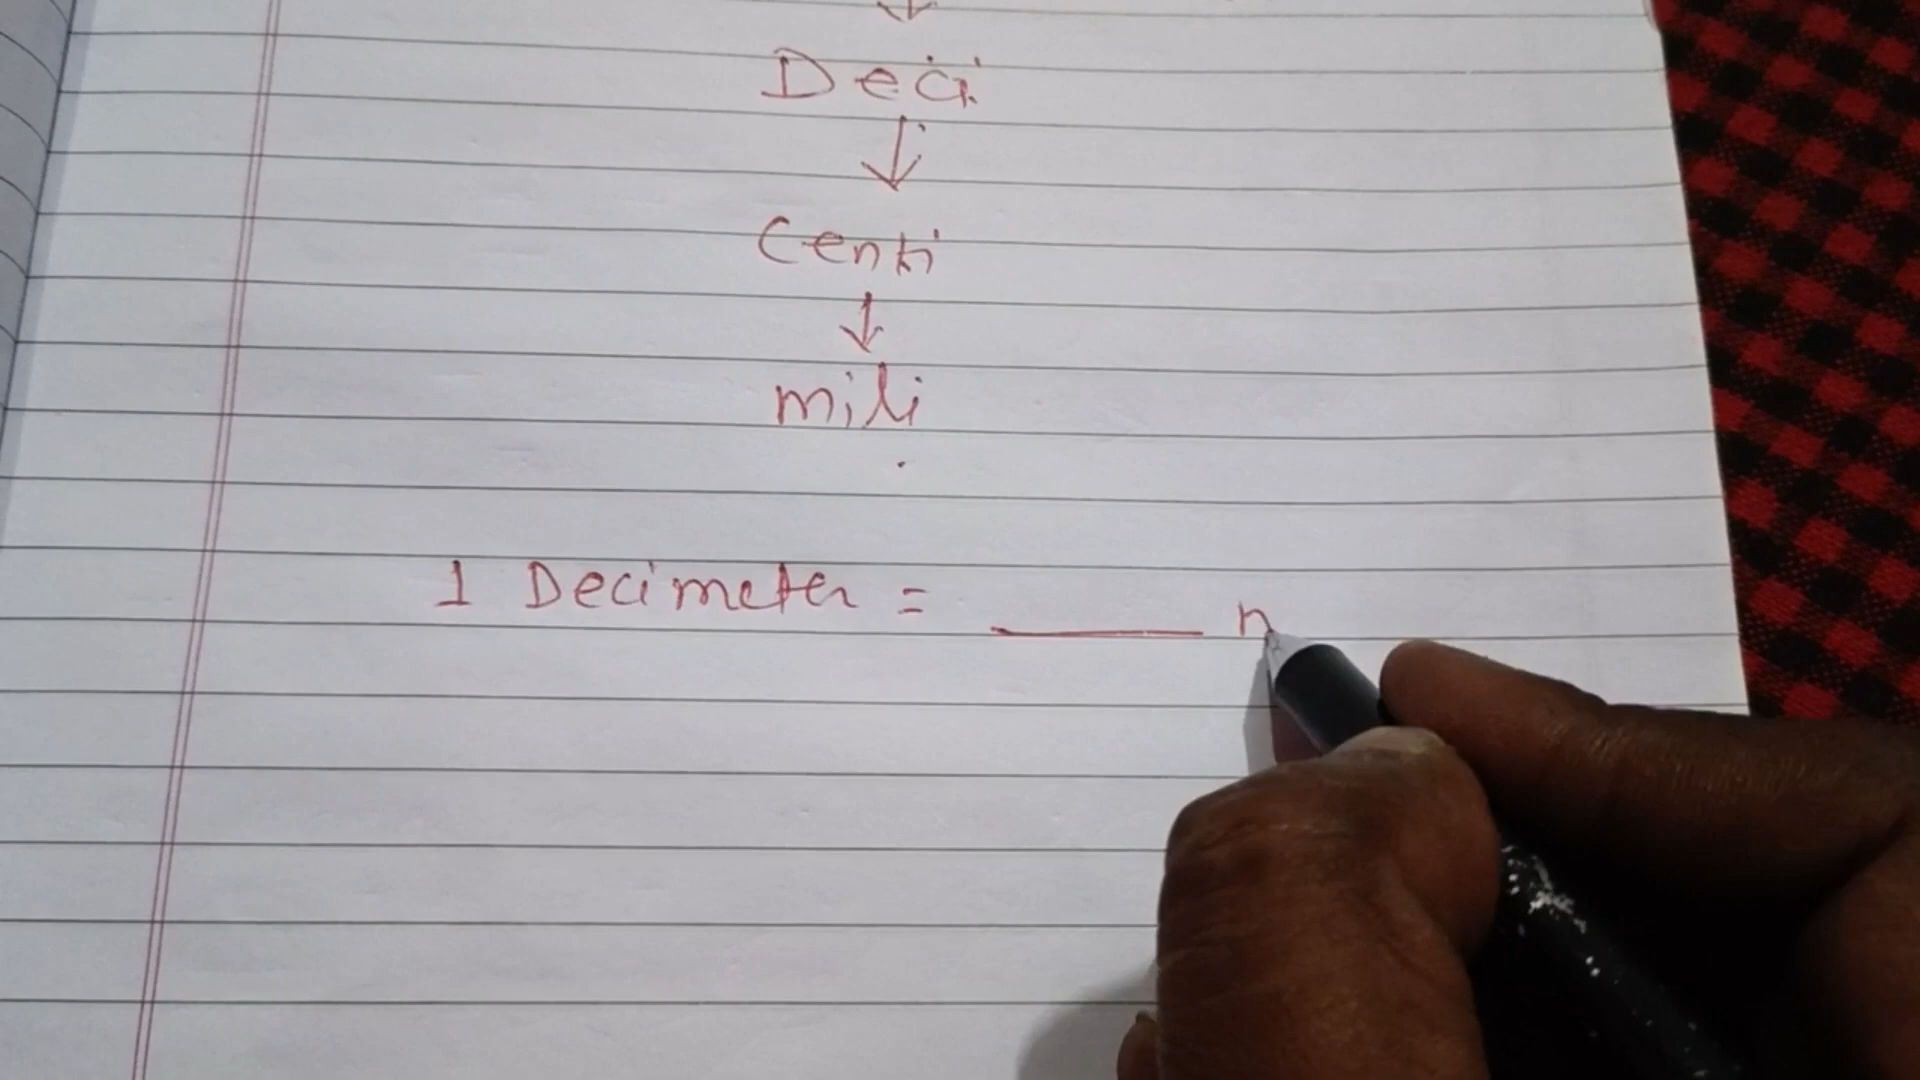 ↓
Deci
↓
Centi
↓
mili
1 Decimeter = ______